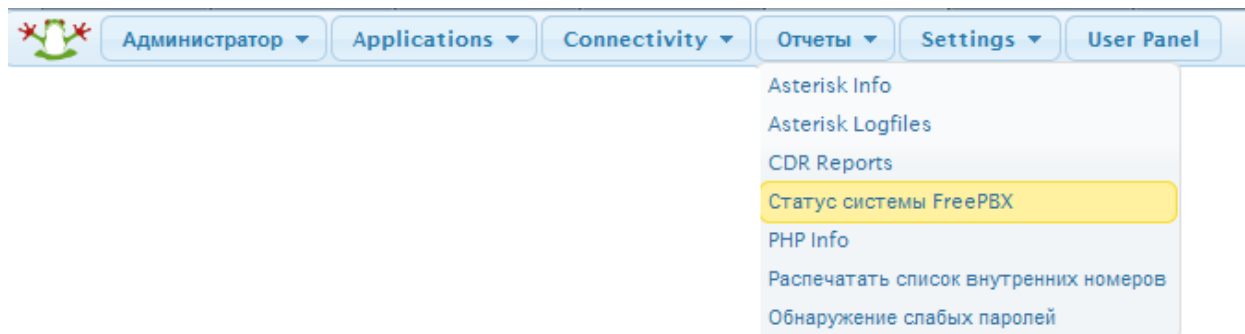 Администратор Applications Connectivity Отчеты Settings User Panel
Asterisk Info
Asterisk Logfiles
CDR Reports
Статус системы FreePBX
PHP Info
Распечатать список внутренних номеров
Обнаружение слабых паролей